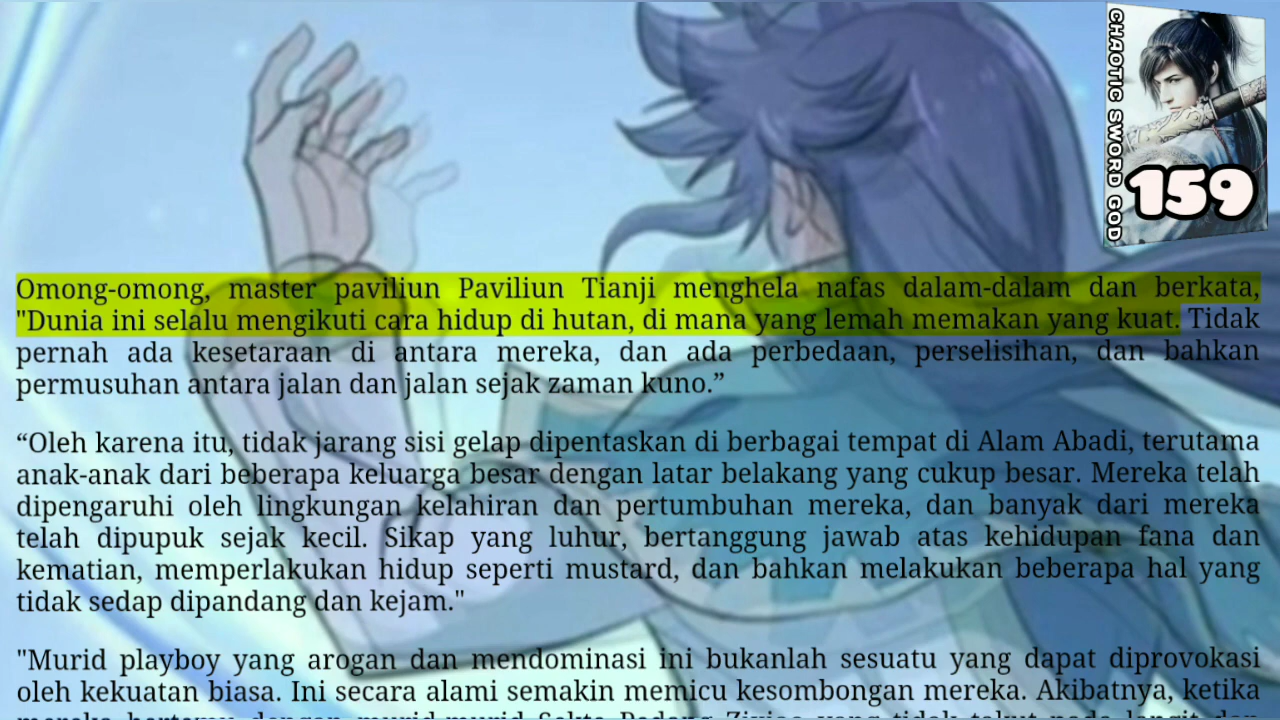 CHAOTIC SWORD GOD
159
Omong-omong, master paviliun Paviliun Tianji menghela nafas dalam-dalam dan berkata,
"Dunia ini selalu mengikuti cara hidup di hutan, di mana yang lemah memakan yang kuat. Tidak
pernah ada kesetaraan di antara mereka, dan ada perbedaan, perselisihan, dan bahkan
permusuhan antara jalan dan jalan sejak zaman kuno.”
“Oleh karena itu, tidak jarang sisi gelap dipentaskan di berbagai tempat di Alam Abadi, terutama
anak-anak dari beberapa keluarga besar dengan latar belakang yang cukup besar. Mereka telah
dipengaruhi oleh lingkungan kelahiran dan pertumbuhan mereka, dan banyak dari mereka
telah dipupuk sejak kecil. Sikap yang luhur, bertanggung jawab atas kehidupan fana dan
kematian, memperlakukan hidup seperti mustard, dan bahkan melakukan beberapa hal yang
tidak sedap dipandang dan kejam."
"Murid playboy yang arogan dan mendominasi ini bukanlah sesuatu yang dapat diprovokasi
oleh kekuatan biasa. Ini secara alami semakin memicu kesombongan mereka. Akibatnya, ketika